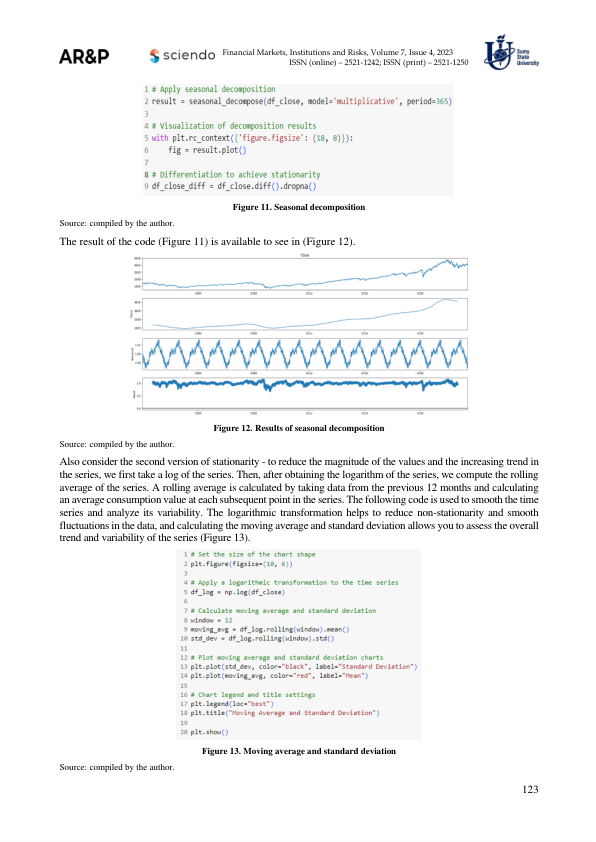 AR&P
sciendo
Financial Markets, Institutions and Risks, Volume 7, Issue 4, 2023
ISSN (online) – 2521-1242; ISSN (print) – 2521-1250
Sumy
State
University
1 # Apply seasonal decomposition
2 result = seasonal_decompose(df_close, model='multiplicative', period=365)
3
4 # Visualization of decomposition results
5 with plt.rc_context({'figure.figsize': (18, 8)}):
6 fig = result.plot()
7
8 # Differentiation to achieve stationarity
9 df_close_diff = df_close.diff().dropna()
Figure 11. Seasonal decomposition
Source: compiled by the author.
The result of the code (Figure 11) is available to see in (Figure 12).
Figure 12. Results of seasonal decomposition
Source: compiled by the author.
Also consider the second version of stationarity - to reduce the magnitude of the values and the increasing trend in
the series, we first take a log of the series. Then, after obtaining the logarithm of the series, we compute the rolling
average of the series. A rolling average is calculated by taking data from the previous 12 months and calculating
an average consumption value at each subsequent point in the series. The following code is used to smooth the time
series and analyze its variability. The logarithmic transformation helps to reduce non-stationarity and smooth
fluctuations in the data, and calculating the moving average and standard deviation allows you to assess the overall
trend and variability of the series (Figure 13).
1 # Set the size of the chart shape
2 plt.figure(figsize=(10, 6))
3
4 # Apply a logarithmic transformation to the time series
5 df_log = np.log(df_close)
6
7 # Calculate moving average and standard deviation
8 window = 12
9 moving_avg = df_log.rolling(window).mean()
10 std_dev = df_log.rolling(window).std()
11
12 # Plot moving average and standard deviation charts
13 plt.plot(std_dev, color="black", label="Standard Deviation")
14 plt.plot(moving_avg, color="red", label="Mean")
15
16 # Chart legend and title settings
17 plt.legend(loc="best")
18 plt.title("Moving Average and Standard Deviation")
19
20 plt.show()
Figure 13. Moving average and standard deviation
Source: compiled by the author.
123